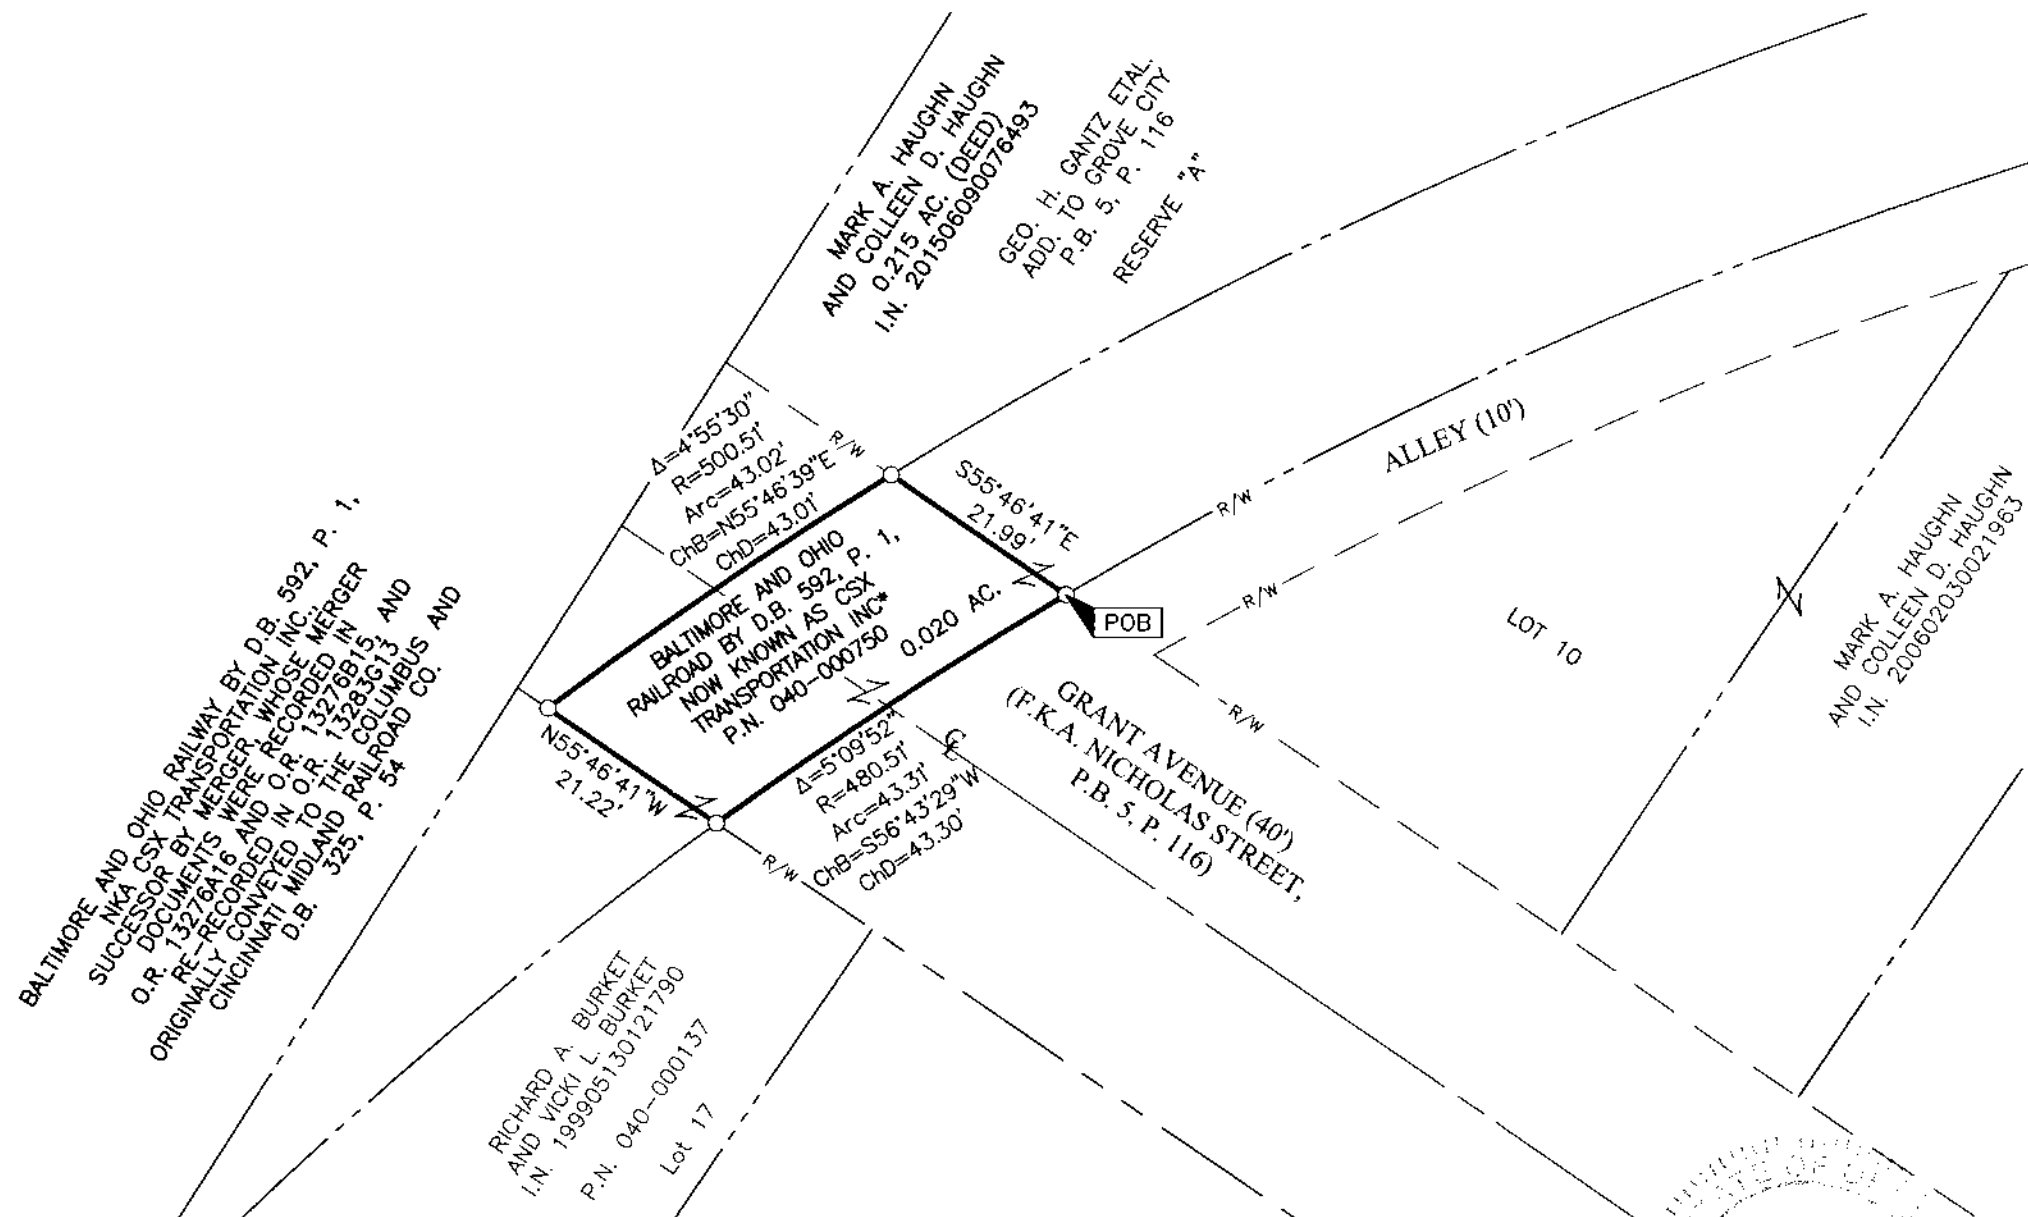 MARK A. HAUGHN
AND COLLEEN D. HAUGHN
0.215 AC. (DEED)
I.N. 201506090076493
GEO. H. GANTZ ETAL.
ADD. TO GROVE CITY
P.B. 5, P. 116
RESERVE "A"
Δ=4°55'30"
R=500.51'
Arc=43.02'
ChB=N55°46'39"E
ChD=43.01'
R/W
S55°46'41"E
21.99'
R/W
ALLEY (10')
R/W
POB
BALTIMORE AND OHIO
RAILROAD BY D.B. 592, P. 1,
NOW KNOWN AS CSX
TRANSPORTATION INC*
P.N. 040-000750
0.020 AC.
LOT 10
MARK A. HAUGHN
AND COLLEEN D. HAUGHN
I.N. 200602030021963
BALTIMORE AND OHIO RAILWAY BY D.B. 592, P. 1,
NKA CSX TRANSPORTATION INC.,
SUCCESSOR BY MERGER, WHOSE MERGER
DOCUMENTS WERE RECORDED IN
O.R. 13276A16 AND O.R. 13276B15, AND
RE-RECORDED IN O.R. 13283G13
ORIGINALLY CONVEYED TO THE COLUMBUS AND
CINCINNATI MIDLAND RAILROAD CO.
D.B. 325, P. 54
N55°46'41"W
21.22'
Δ=5°09'52"
R=480.51'
Arc=43.31'
ChB=S56°43'29"W
ChD=43.30'
R/W
R/W
GRANT AVENUE (40')
(F.K.A. NICHOLAS STREET,
P.B. 5, P. 116)
RICHARD A. BURKET
AND VICKI L. BURKET
I.N. 199905130121790
P.N. 040-000137
Lot 17